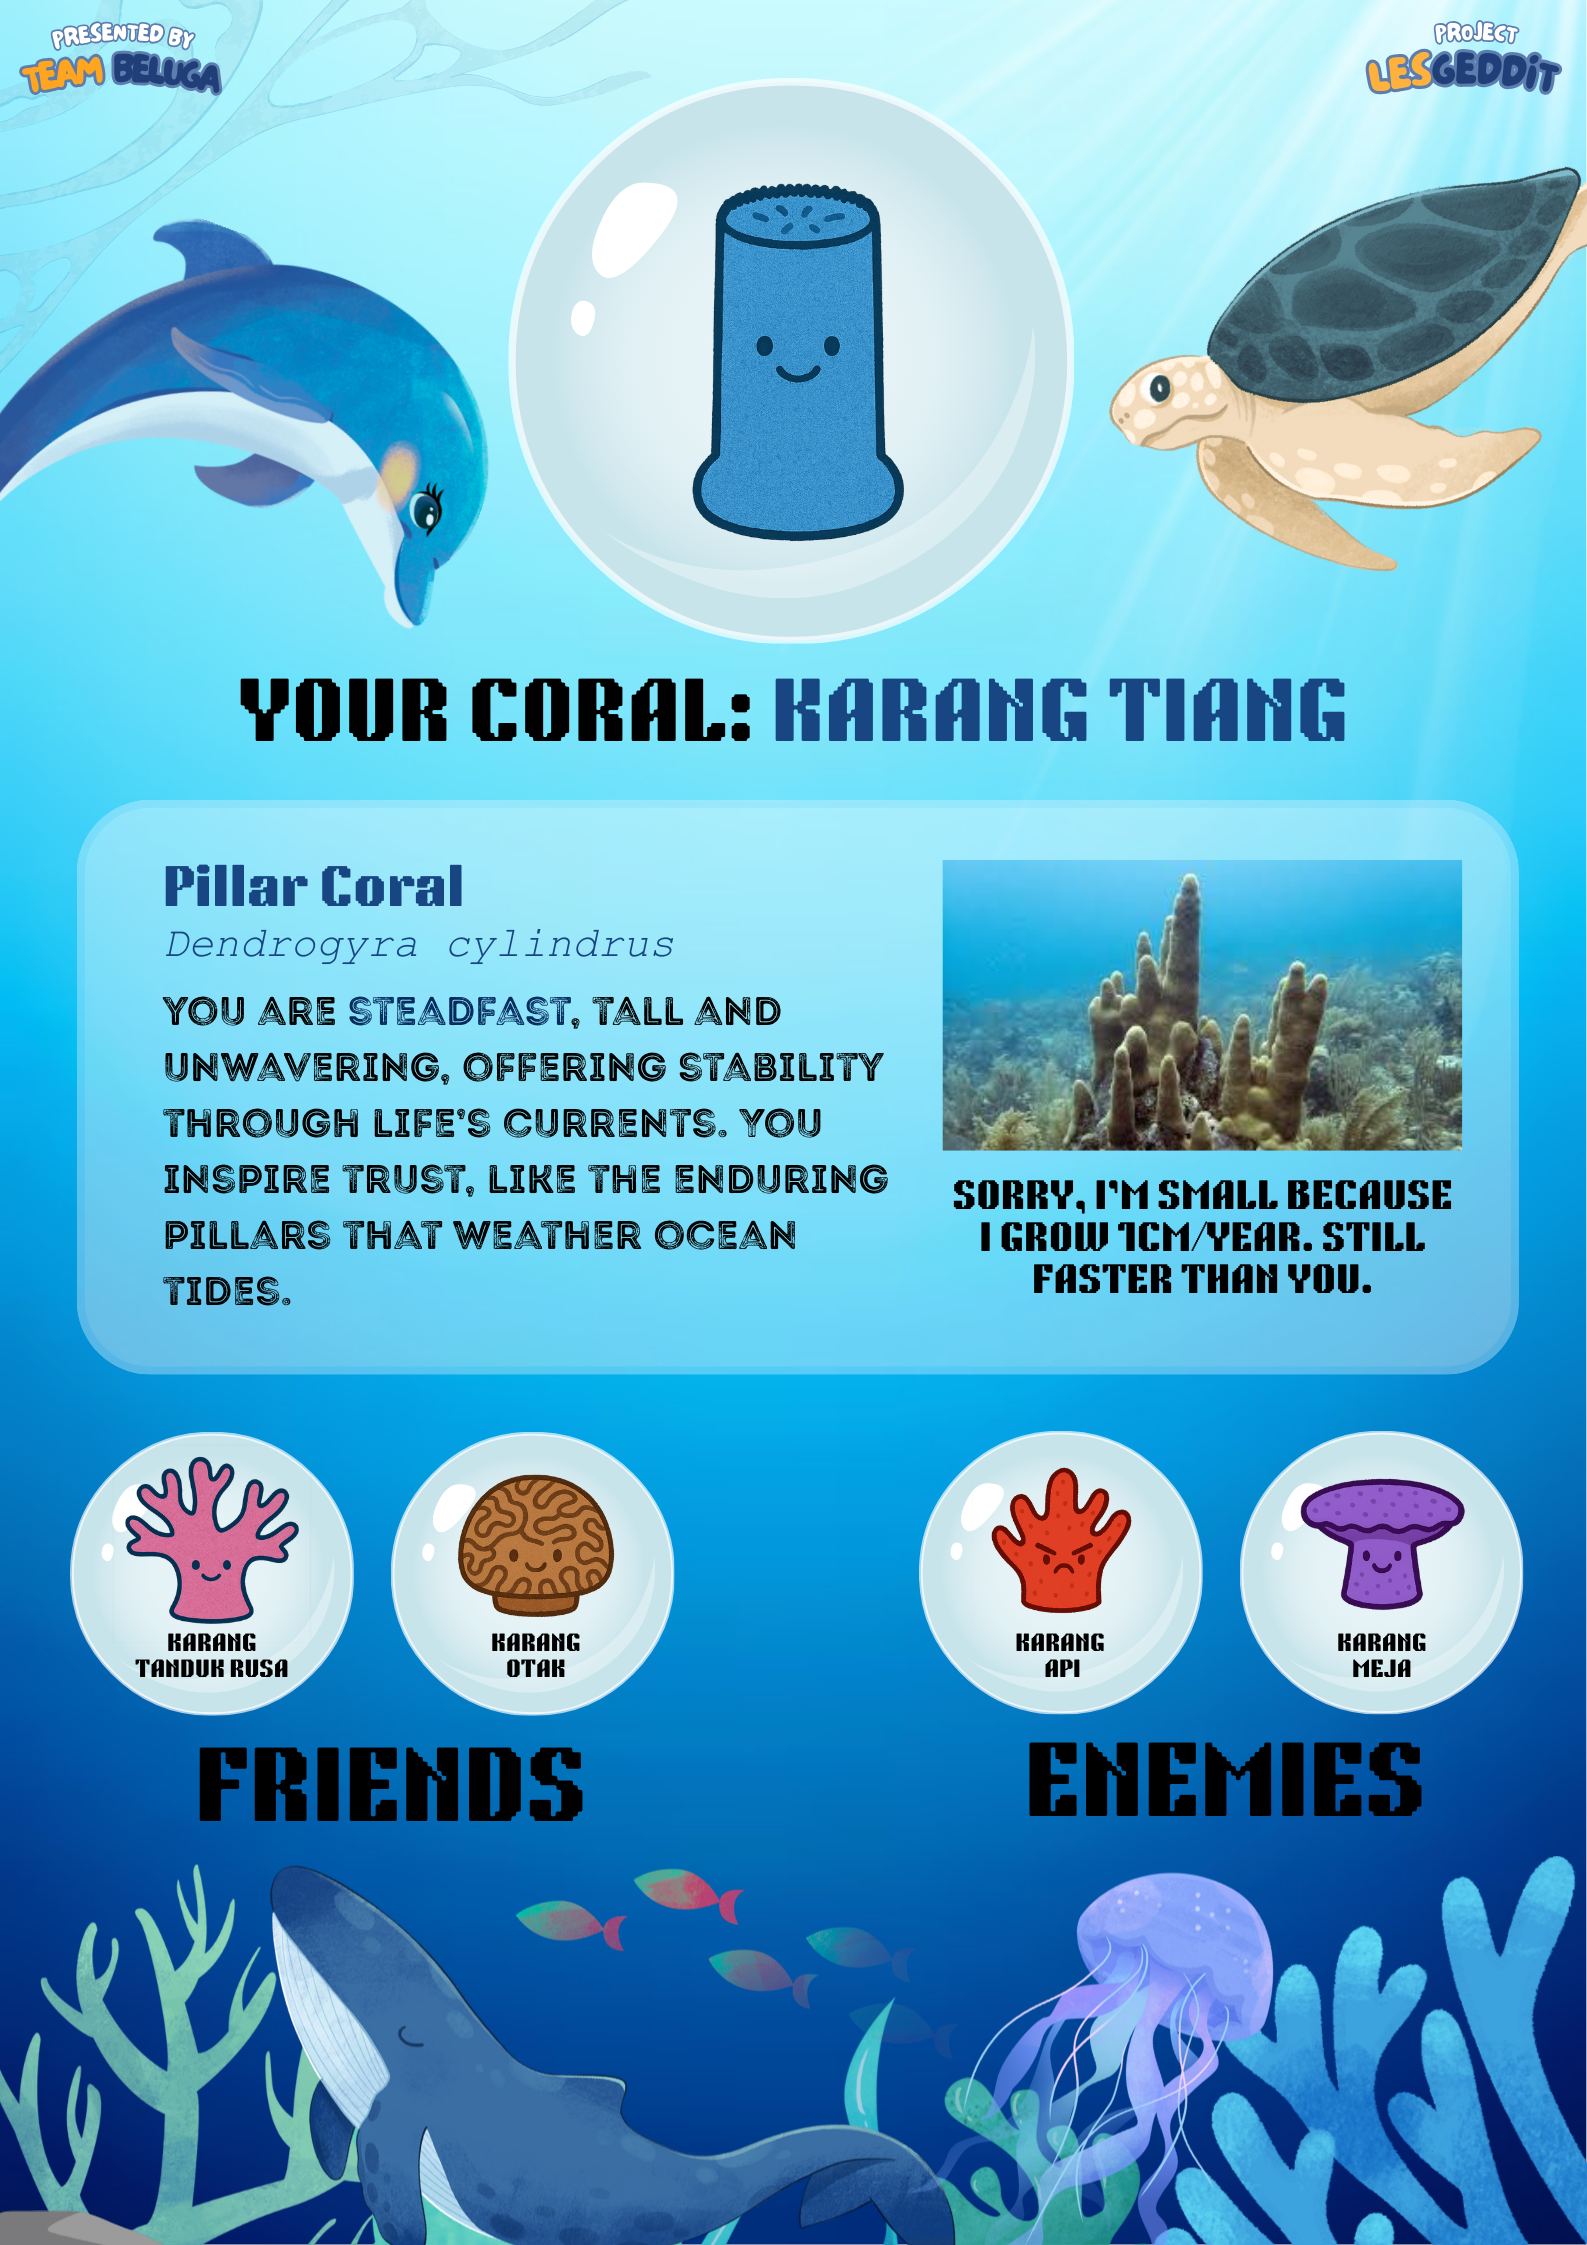 PRESENTED BY
TEAM BELUGA
PROJECT
LESGEDDiT
YOUR CORAL: KARANG TIANG
Pillar Coral
Dendrogyra cylindrus
YOU ARE STEADFAST, TALL AND
UNWAVERING, OFFERING STABILITY
THROUGH LIFE'S CURRENTS. YOU
INSPIRE TRUST, LIKE THE ENDURING
PILLARS THAT WEATHER OCEAN
TIDES.
SORRY, I'M SMALL BECAUSE
I GROW 1CM/YEAR. STILL
FASTER THAN YOU.
KARANG
TANDUK RUSA
KARANG
OTAK
KARANG
API
KARANG
MEJA
FRIENDS
ENEMIES